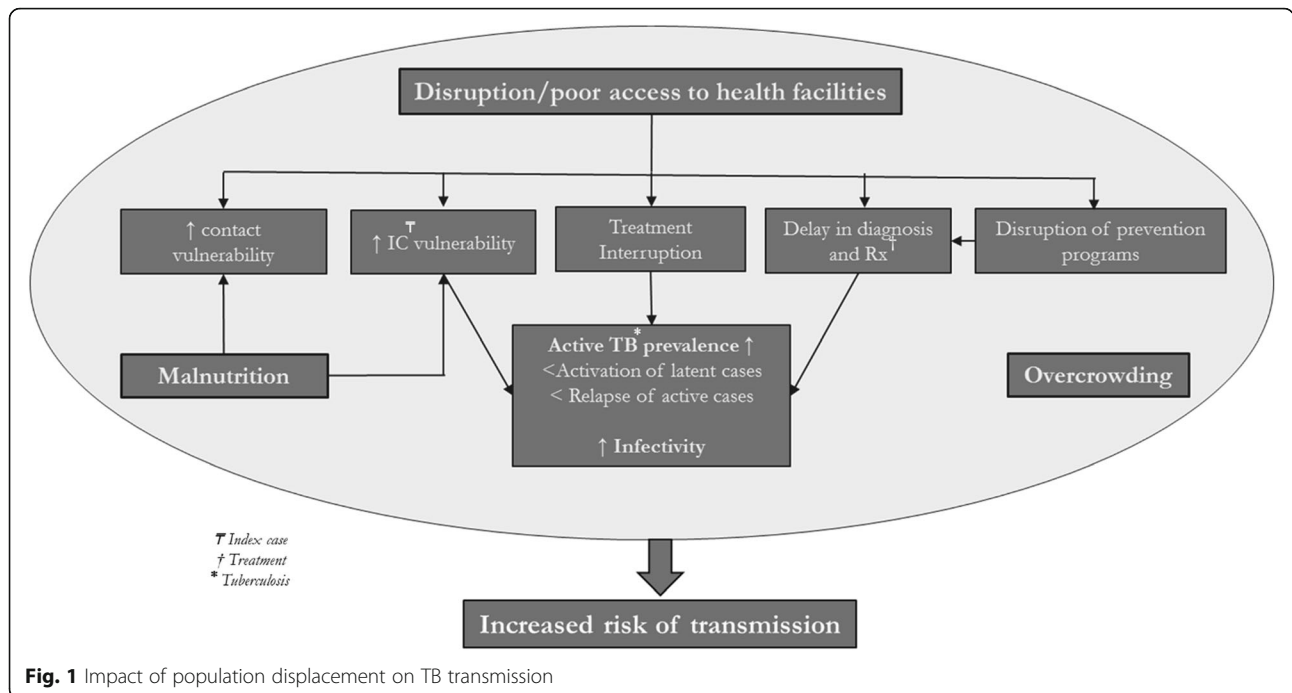 Disruption/poor access to health facilities
↑ contact
vulnerability
↑ IC₸ vulnerability
Treatment
Interruption
Delay in diagnosis
and Rx†
Disruption of prevention
programs
Malnutrition
Active TB* prevalence ↑
<Activation of latent cases
< Relapse of active cases
↑ Infectivity
Overcrowding
₸ Index case
† Treatment
* Tuberculosis
Increased risk of transmission
Fig. 1 Impact of population displacement on TB transmission